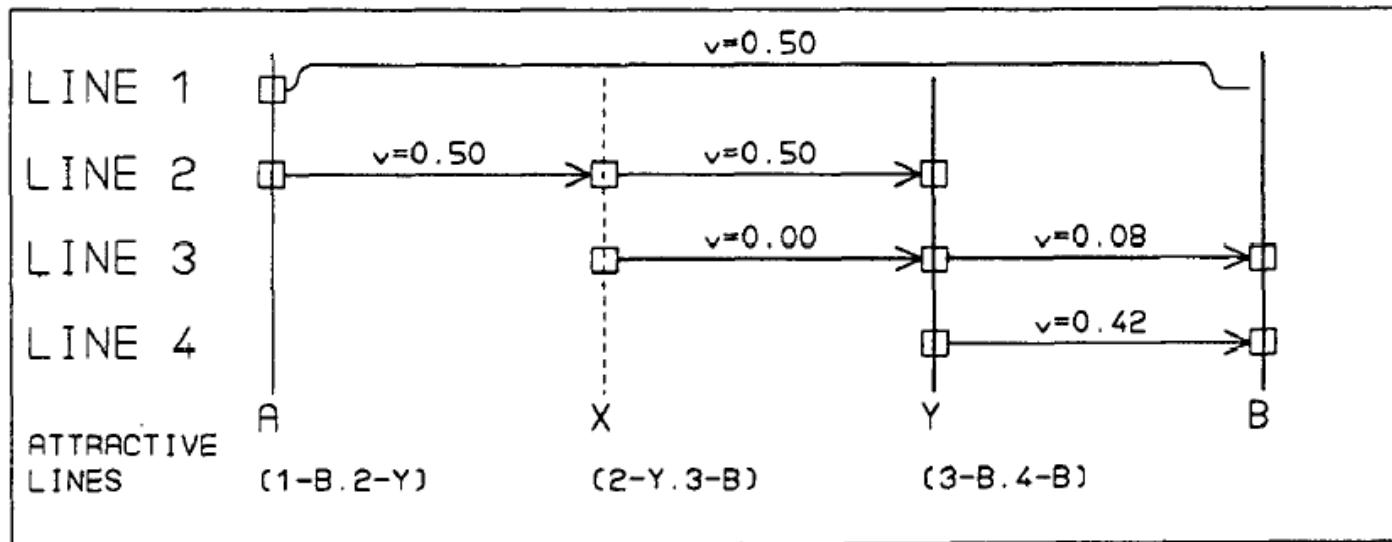 v=0.50
LINE 1
v=0.50 v=0.50
LINE 2
v=0.00 v=0.08
LINE 3
v=0.42
LINE 4
A X Y B
ATTRACTIVE
LINES (1-B.2-Y) (2-Y.3-B) (3-B.4-B)